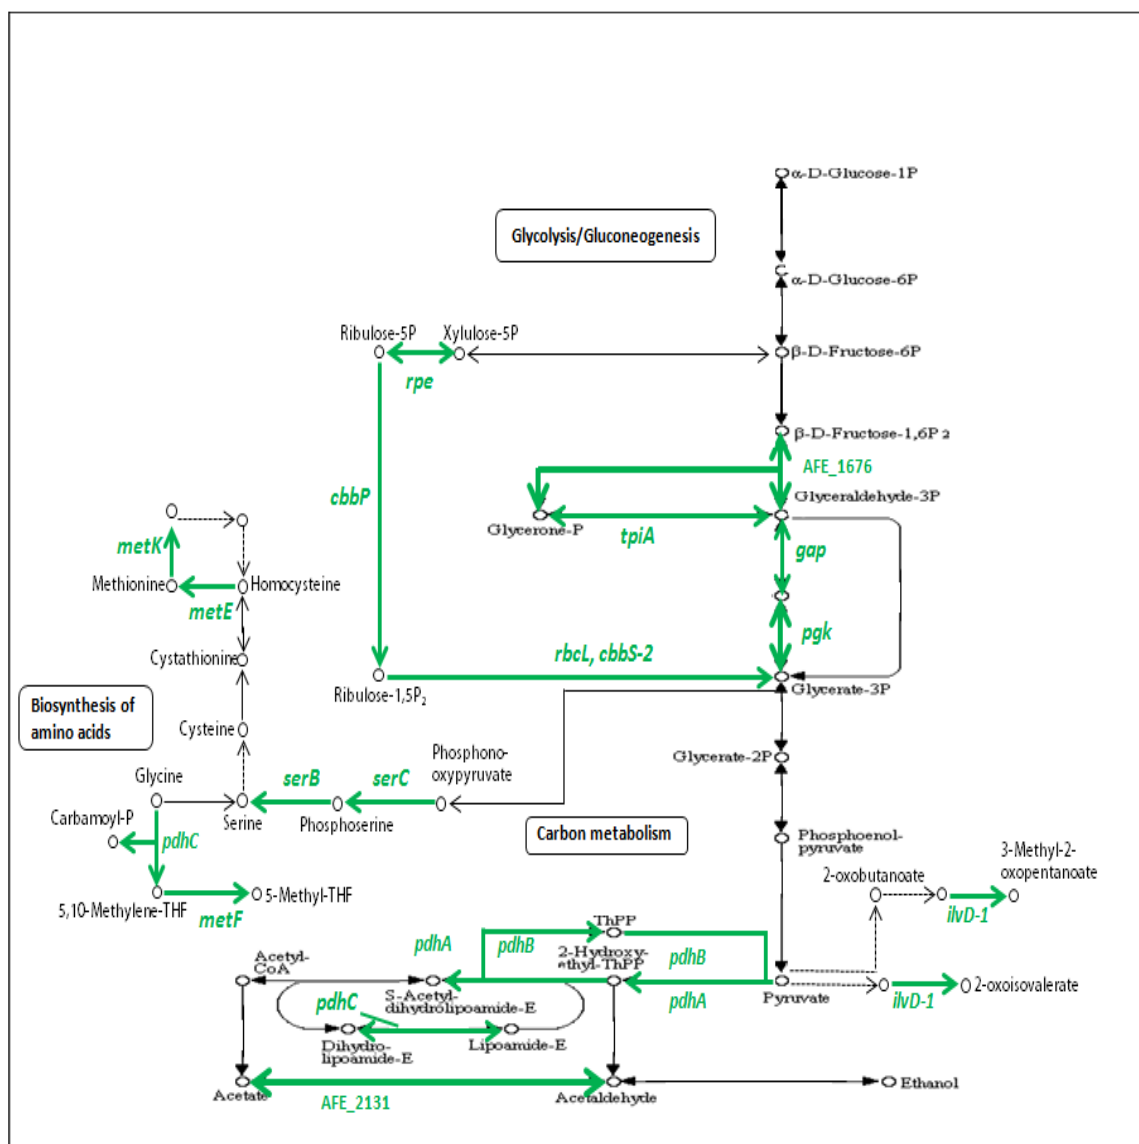 α-D-Glucose-1P
Glycolysis/Gluconeogenesis
α-D-Glucose-6P
Ribulose-5P
Xylulose-5P
β-D-Fructose-6P
rpe
β-D-Fructose-1,6P2
AFE_1676
cbbP
Glyceraldehyde-3P
Glycerone-P
tpiA
metK
gap
Methionine
Homocysteine
metE
pgk
Cystathionine
rbcL, cbbS-2
Ribulose-1,5P2
Glycerate-3P
Biosynthesis of
amino acids
Cysteine
Phosphono-
oxypyruvate
Glycerate-2P
Glycine
serB
serC
Serine
Phosphoserine
Carbamoyl-P
pdhC
Carbon metabolism
Phosphoenol-
pyruvate
2-oxobutanoate
3-Methyl-2-
oxopentanoate
5,10-Methylene-THF
metF
5-Methyl-THF
ilvD-1
ThPP
pdhA
pdhB
2-Hydroxy-
ethyl-ThPP
pdhB
Acetyl-
CoA
S-Acetyl-
dihydrolipoamide-E
pdhA
Pyruvate
ilvD-1
2-oxoisovalerate
pdhC
Dihydro-
lipoamide-E
Lipoamide-E
Acetate
AFE_2131
Acetaldehyde
Ethanol